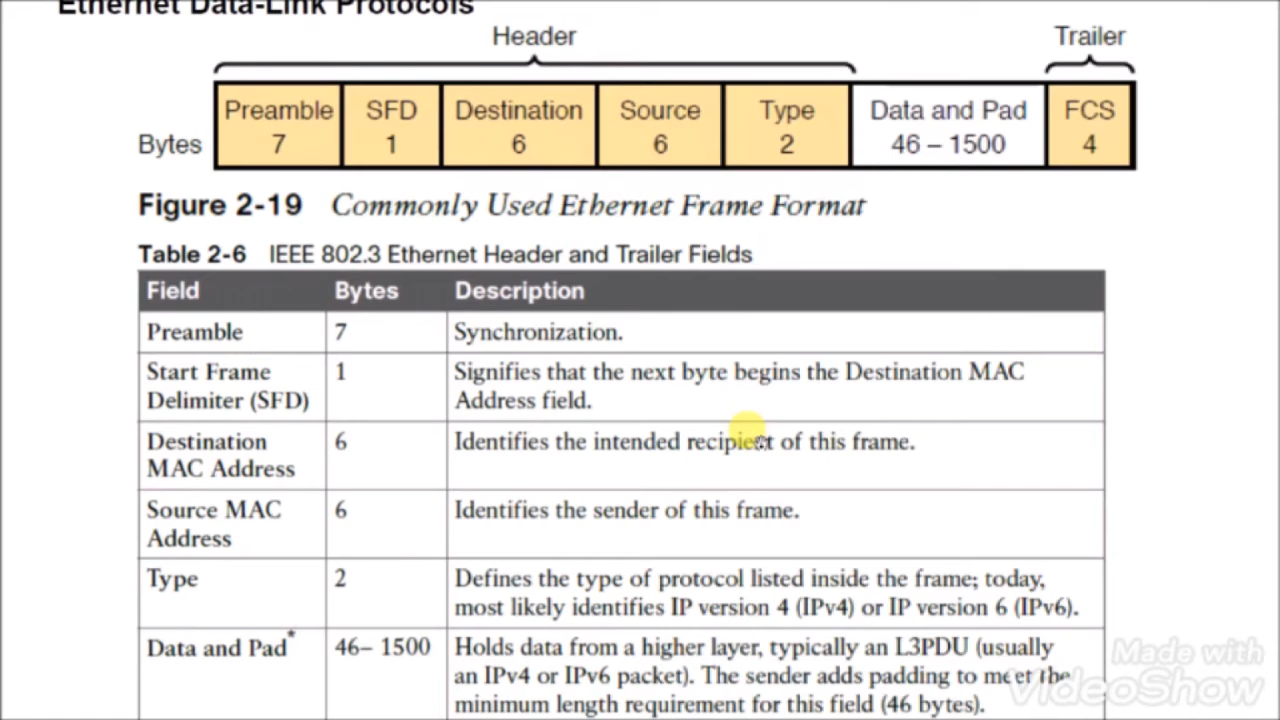 Ethernet Data-Link Protocols
Header Trailer
Preamble SFD Destination Source Type Data and Pad FCS
Bytes 7 1 6 6 2 46 – 1500 4
Figure 2-19 Commonly Used Ethernet Frame Format
Table 2-6 IEEE 802.3 Ethernet Header and Trailer Fields
Field Bytes Description
Preamble 7 Synchronization.
Start Frame Delimiter (SFD) 1 Signifies that the next byte begins the Destination MAC
Address field.
Destination MAC Address 6 Identifies the intended recipient of this frame.
Source MAC Address 6 Identifies the sender of this frame.
Type 2 Defines the type of protocol listed inside the frame; today,
most likely identifies IP version 4 (IPv4) or IP version 6 (IPv6).
Data and Pad* 46– 1500 Holds data from a higher layer, typically an L3PDU (usually
an IPv4 or IPv6 packet). The sender adds padding to meet the
minimum length requirement for this field (46 bytes).
Made with
VideoShow